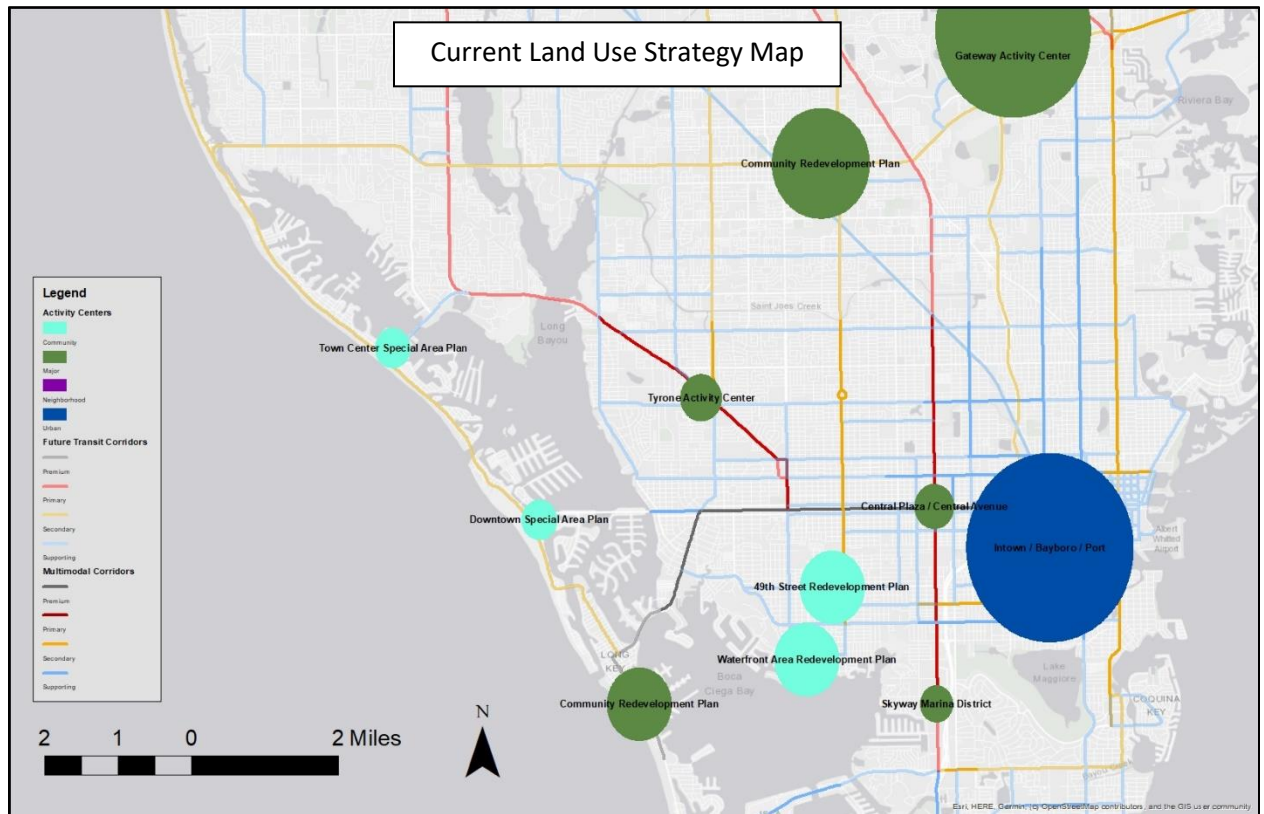 Current Land Use Strategy Map
Gateway Activity Center
Riviera Bay
Community Redevelopment Plan
Saint Joes Creek
Long
Bayou
Town Center Special Area Plan
Tyrone Activity Center
Downtown Special Area Plan
Central Plaza / Central Avenue
Albert
Whitted
Airport
Intown / Bayboro / Port
49th Street Redevelopment Plan
LONG
KEY
Waterfront Area Redevelopment Plan
Boca
Ciega Bay
Lake
Maggiore
Community Redevelopment Plan
Skyway Marina District
COQUINA
KEY
Legend
Activity Centers
Community
Major
Neighborhood
Urban
Future Transit Corridors
Premium
Primary
Secondary
Supporting
Multimodal Corridors
Premium
Primary
Secondary
Supporting
N
2 1 0 2 Miles
Esri, HERE, Garmin, (c) OpenStreetMap contributors, and the GIS user community